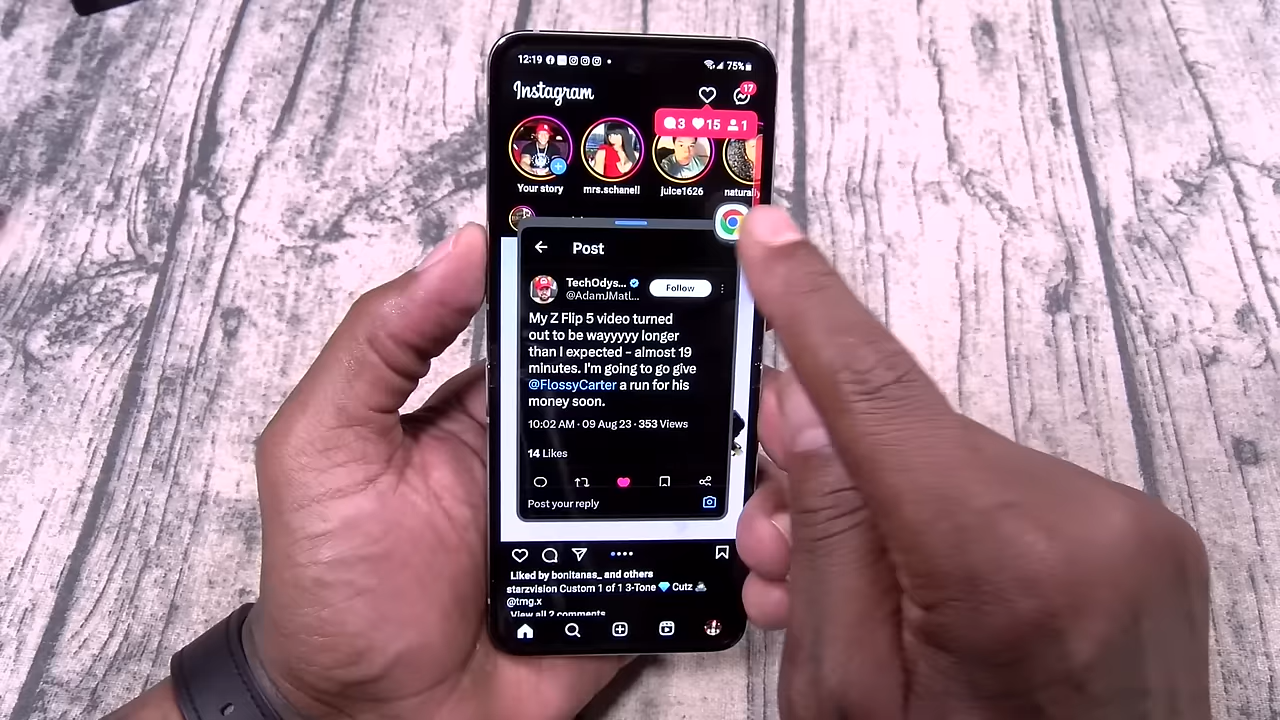 12:19 75%
Instagram 17
3 15 1
Your story mrs.schanell juice1626 naturally
Post
TechOdys... Follow
@AdamJMatl...
My Z Flip 5 video turned
out to be wayyyyy longer
than I expected – almost 19
minutes. I'm going to go give
@FlossyCarter a run for his
money soon.
10:02 AM · 09 Aug 23 · 353 Views
14 Likes
Post your reply
Liked by bonitanas_ and others
starzvision Custom 1 of 1 3-Tone 💎 Cutz
@tmg.x
View all 2 comments